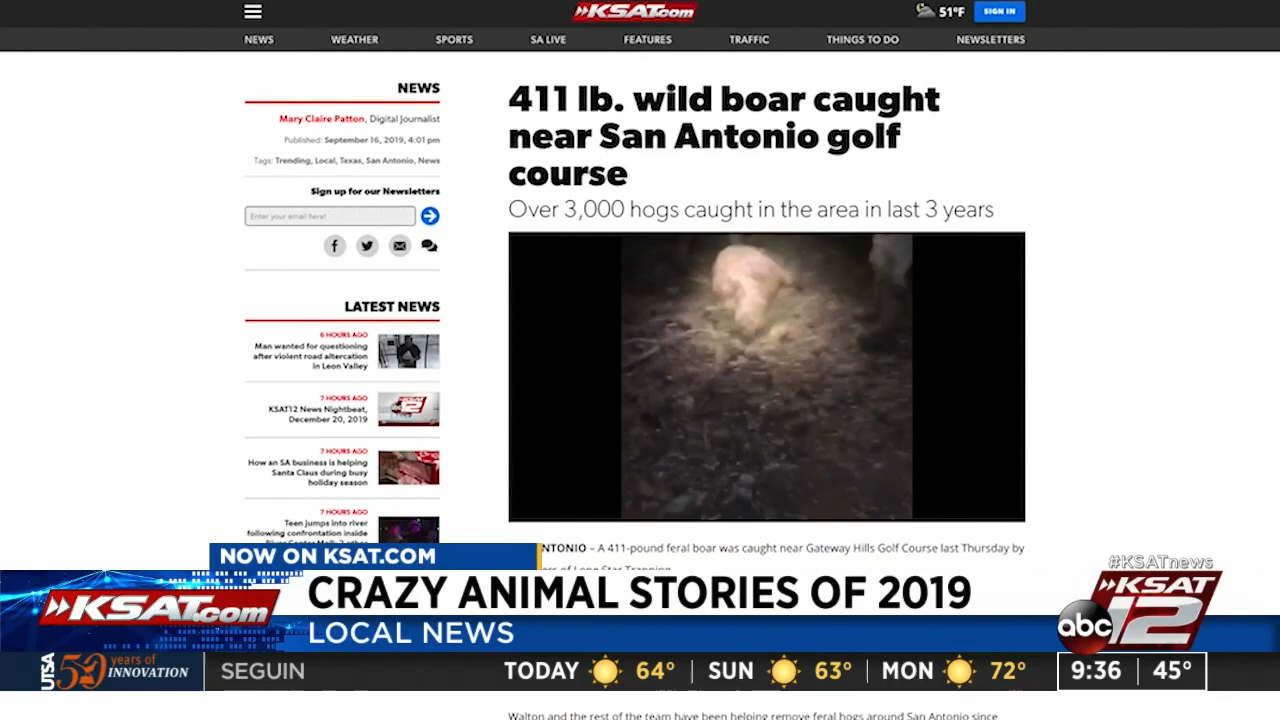 KSAT.com
51°F
SIGN IN
NEWS WEATHER SPORTS SA LIVE FEATURES TRAFFIC THINGS TO DO NEWSLETTERS
NEWS
Mary Claire Patton, Digital Journalist
Published: September 16, 2019, 4:01 pm
Tags: Trending, Local, Texas, San Antonio, News
Sign up for our Newsletters
Enter your email here!
LATEST NEWS
6 HOURS AGO
Man wanted for questioning
after violent road altercation
in Leon Valley
7 HOURS AGO
KSAT12 News Nightbeat,
December 20, 2019
7 HOURS AGO
How an SA business is helping
Santa Claus during busy
holiday season
7 HOURS AGO
Teen jumps into river
following confrontation inside
411 lb. wild boar caught
near San Antonio golf
course
Over 3,000 hogs caught in the area in last 3 years
NTONIO – A 411-pound feral boar was caught near Gateway Hills Golf Course last Thursday by
NOW ON KSAT.COM
#KSATnews
KSAT.com
CRAZY ANIMAL STORIES OF 2019
LOCAL NEWS
abc
KSAT
12
UTSA 50 years of
INNOVATION
SEGUIN
TODAY 64° SUN 63° MON 72°
9:36 45°
Walton and the rest of the team have been helping remove feral hogs around San Antonio since